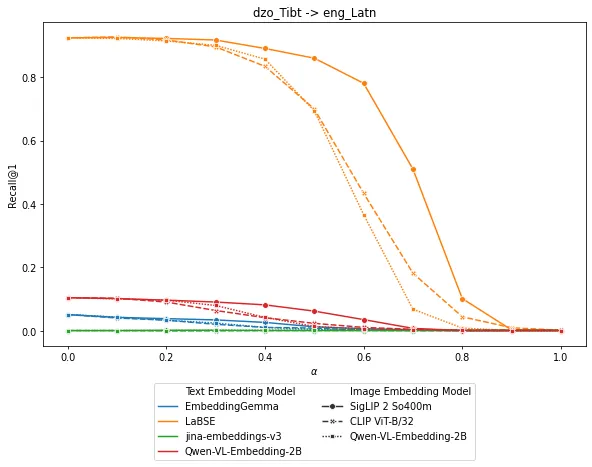 dzo_Tibt -> eng_Latn
Recall@1
0.8
0.6
0.4
0.2
0.0
0.0 0.2 0.4 0.6 0.8 1.0
α
Text Embedding Model Image Embedding Model
EmbeddingGemma SigLIP 2 So400m
LaBSE CLIP ViT-B/32
jina-embeddings-v3 Qwen-VL-Embedding-2B
Qwen-VL-Embedding-2B